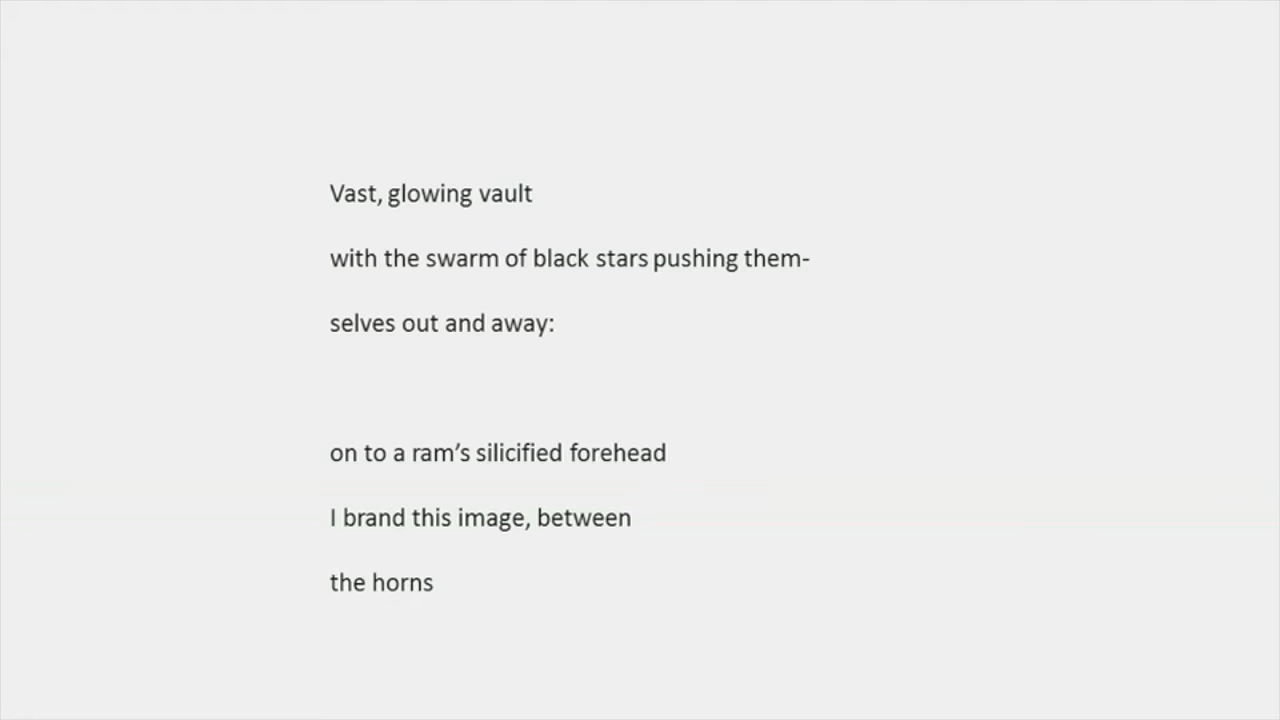 Vast, glowing vault
with the swarm of black stars pushing them-
selves out and away:
on to a ram’s silicified forehead
I brand this image, between
the horns